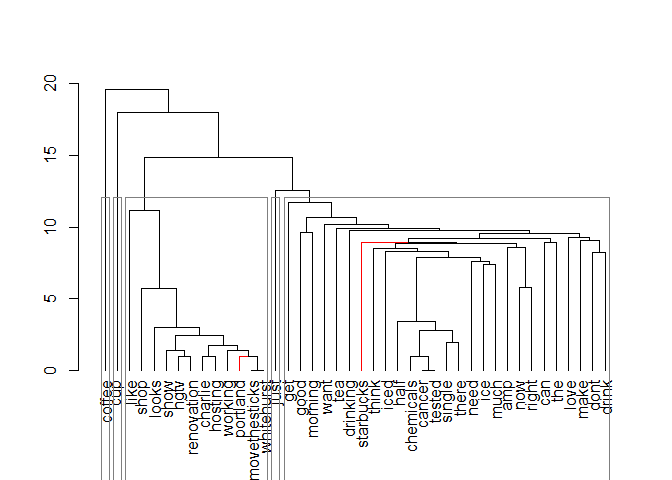 20
15
10
5
0
coffee
cup
like
shop
looks
show
hgtv
renovation
charlie
hosting
working
portland
movethesticks
whitehurst
just
get
good
morning
want
tea
drinking
starbucks
think
iced
half
chemicals
cancer
tested
single
there
need
ice
much
amp
now
right
can
the
love
make
dont
drink